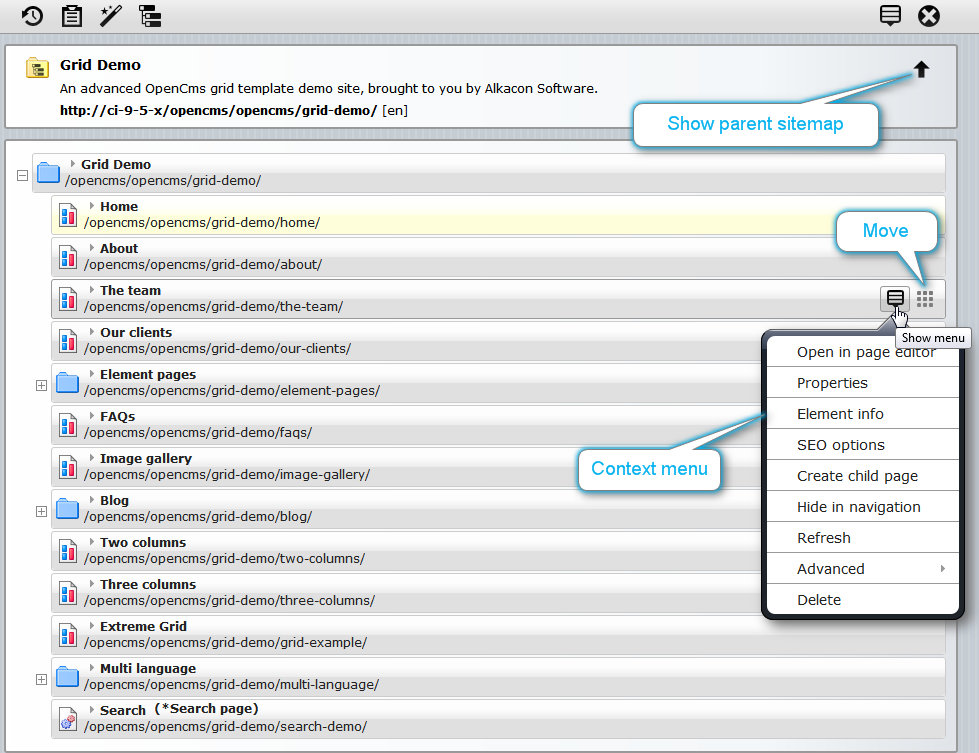 Grid Demo
An advanced OpenCms grid template demo site, brought to you by Alkacon Software.
http://ci-9-5-x/opencms/opencms/grid-demo/ [en]
Show parent sitemap
Grid Demo
/opencms/opencms/grid-demo/
Home
/opencms/opencms/grid-demo/home/
About
/opencms/opencms/grid-demo/about/
Move
The team
/opencms/opencms/grid-demo/the-team/
Show menu
Our clients
/opencms/opencms/grid-demo/our-clients/
Element pages
/opencms/opencms/grid-demo/element-pages/
FAQs
/opencms/opencms/grid-demo/faqs/
Image gallery
/opencms/opencms/grid-demo/image-gallery/
Blog
/opencms/opencms/grid-demo/blog/
Two columns
/opencms/opencms/grid-demo/two-columns/
Three columns
/opencms/opencms/grid-demo/three-columns/
Extreme Grid
/opencms/opencms/grid-demo/grid-example/
Multi language
/opencms/opencms/grid-demo/multi-language/
Search (*Search page)
/opencms/opencms/grid-demo/search-demo/
Context menu
Open in page editor
Properties
Element info
SEO options
Create child page
Hide in navigation
Refresh
Advanced
Delete